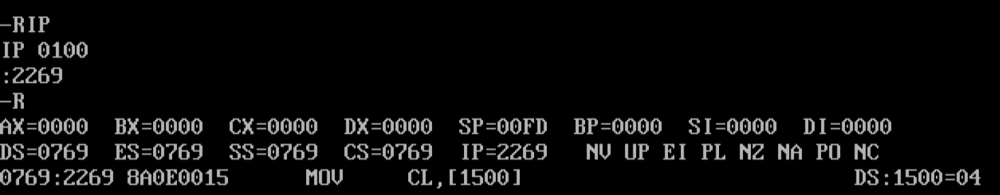 -RIP
IP 0100
:2269
-R
AX=0000 BX=0000 CX=0000 DX=0000 SP=00FD BP=0000 SI=0000 DI=0000
DS=0769 ES=0769 SS=0769 CS=0769 IP=2269 NV UP EI PL NZ NA PO NC
0769:2269 8A0E0015 MOV CL,[1500] DS:1500=04